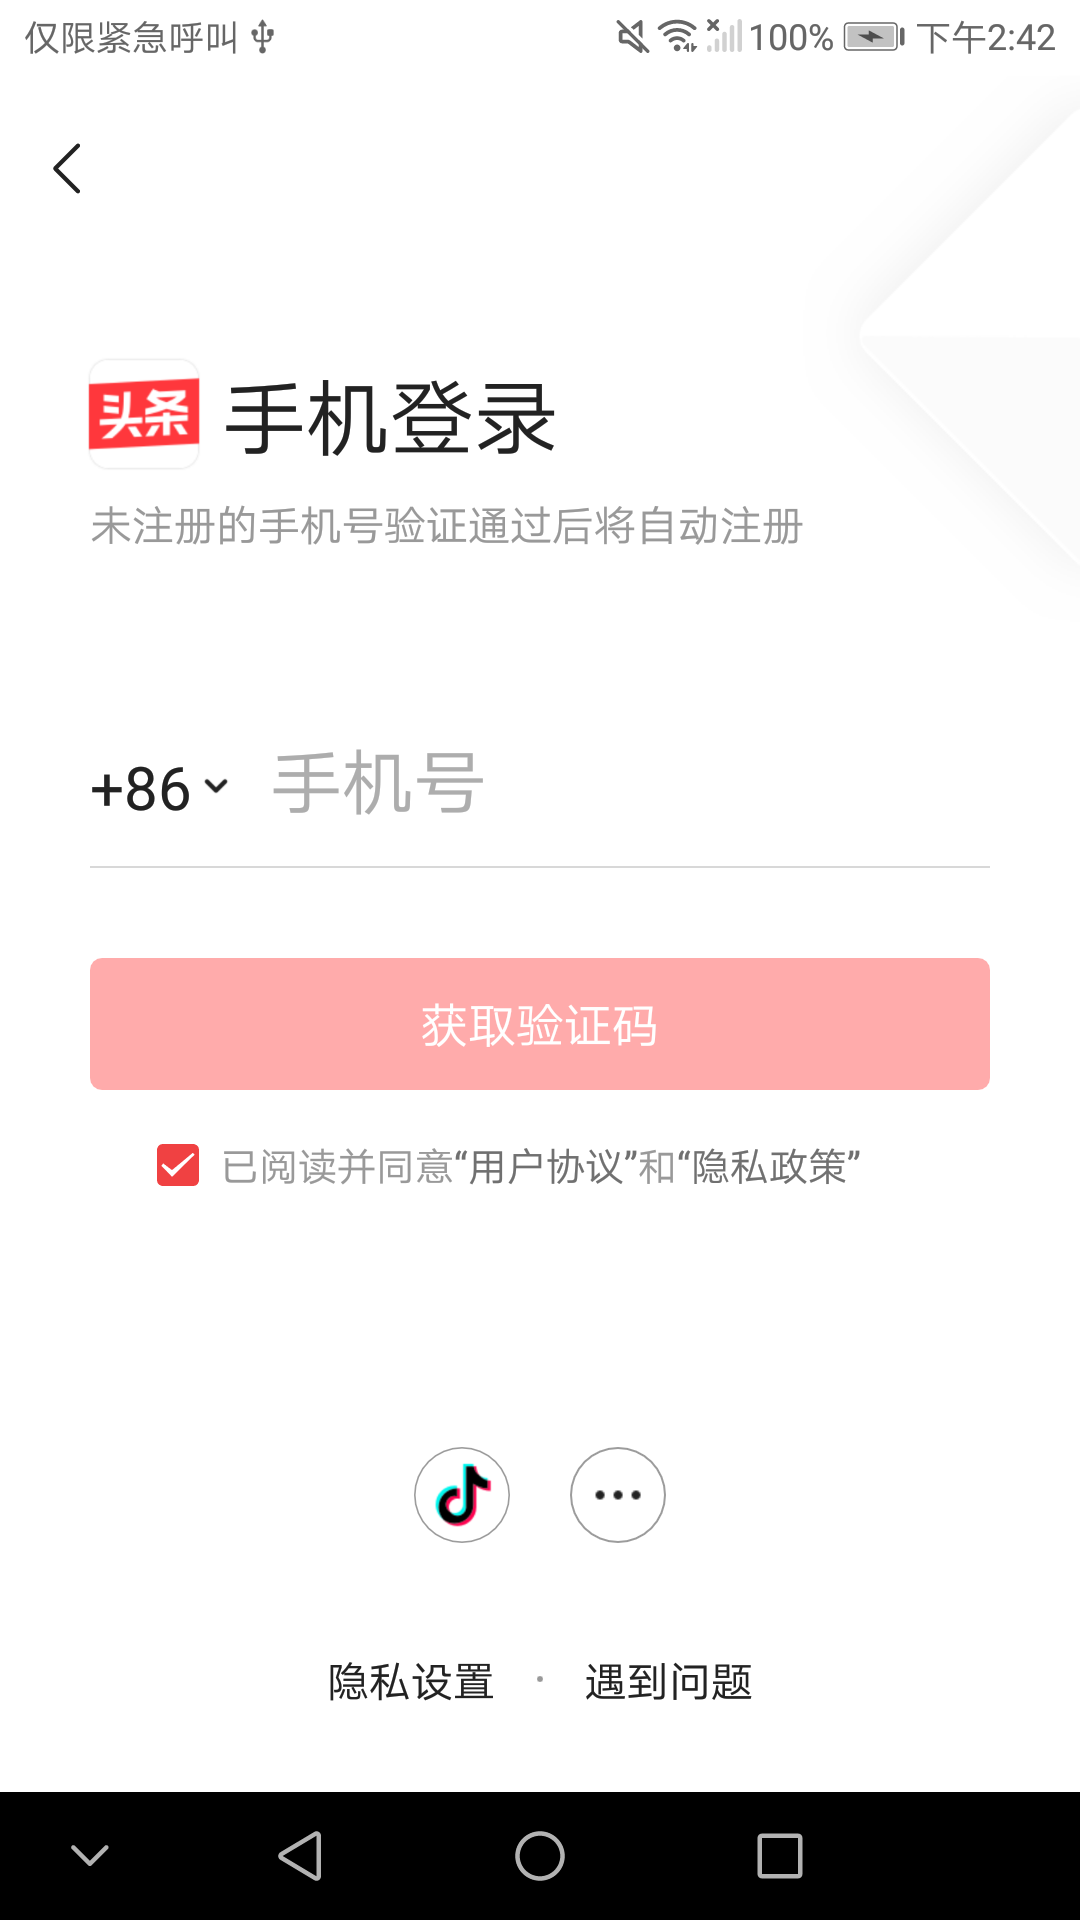 仅限紧急呼叫 100% 下午2:42
头条 手机登录
未注册的手机号验证通过后将自动注册
+86 手机号
获取验证码
已阅读并同意“用户协议”和“隐私政策”
隐私设置 · 遇到问题